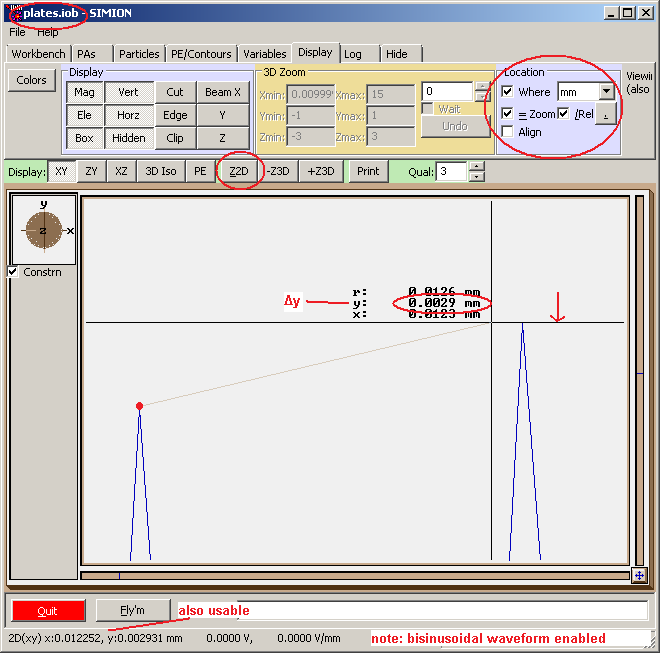 plates.iob - SIMION
File Help
Workbench PAs Particles PE/Contours Variables Display Log Hide
Colors
Display
Mag Vert Cut Beam X
Ele Horz Edge Y
Box Hidden Clip Z
3D Zoom
Xmin: 0.00999 Xmax: 15
Ymin: -1 Ymax: 1
Zmin: -3 Zmax: 3
0
Wait
Undo
Location
Where mm
= Zoom /Rel .
Align
Viewi
(also
Display: XY ZY XZ 3D Iso PE Z2D -Z3D +Z3D Print Qual: 3
y
z x
Constrn
r: 0.0126 mm
Δy y: 0.0029 mm
x: 0.0123 mm
Quit Fly'm also usable
2D(xy) x:0.012252, y:0.002931 mm 0.0000 V, 0.0000 V/mm note: bisinusoidal waveform enabled